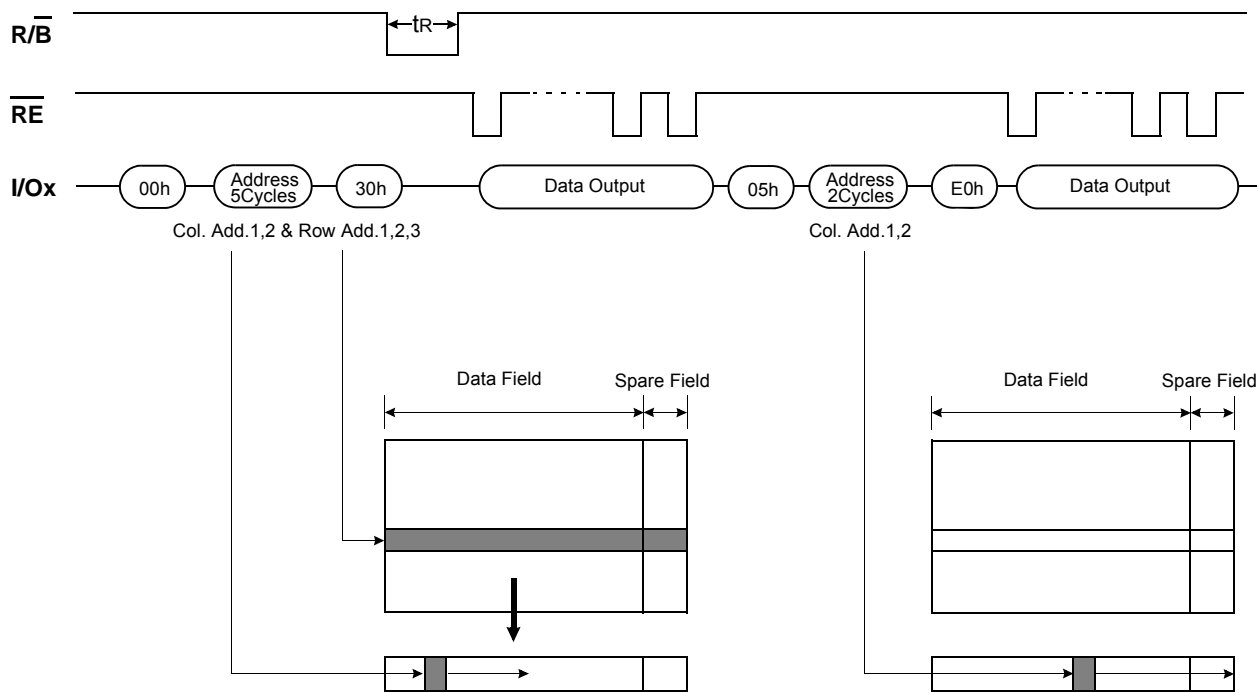 R/B
tR
RE
I/Ox
00h
Address
5Cycles
30h
Data Output
05h
Address
2Cycles
E0h
Data Output
Col. Add.1,2 & Row Add.1,2,3
Col. Add.1,2
Data Field
Spare Field
Data Field
Spare Field